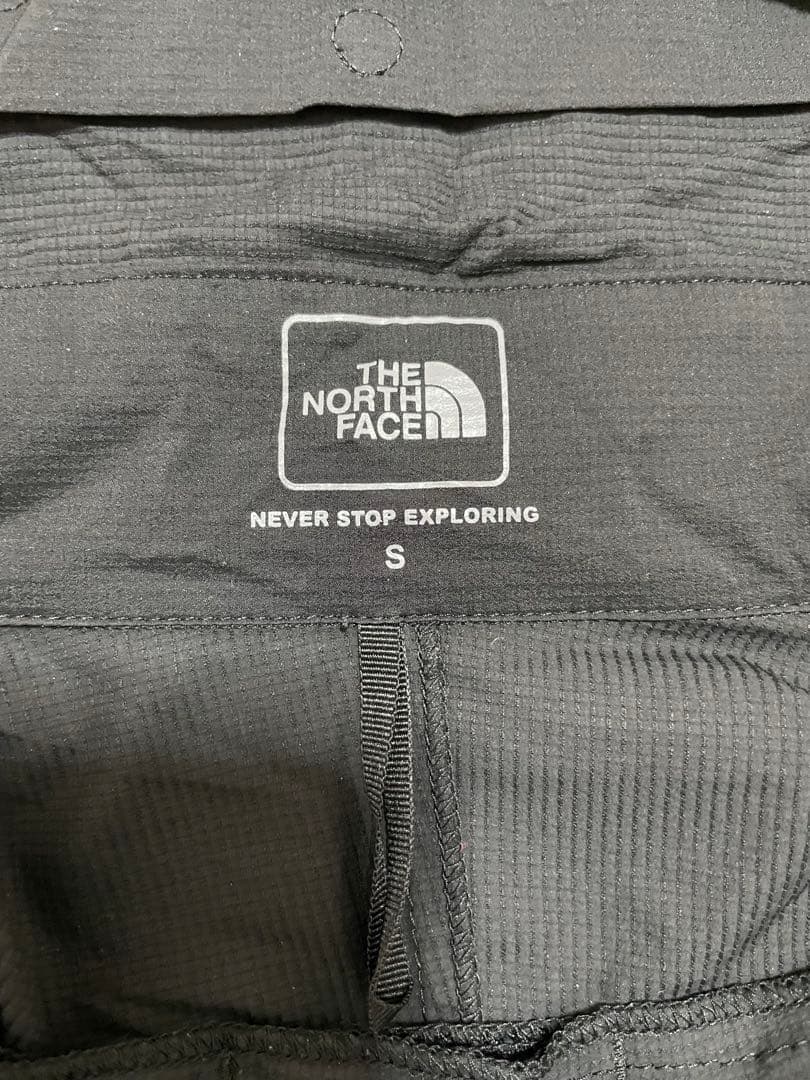 THE
NORTH
FACE
NEVER STOP EXPLORING
S